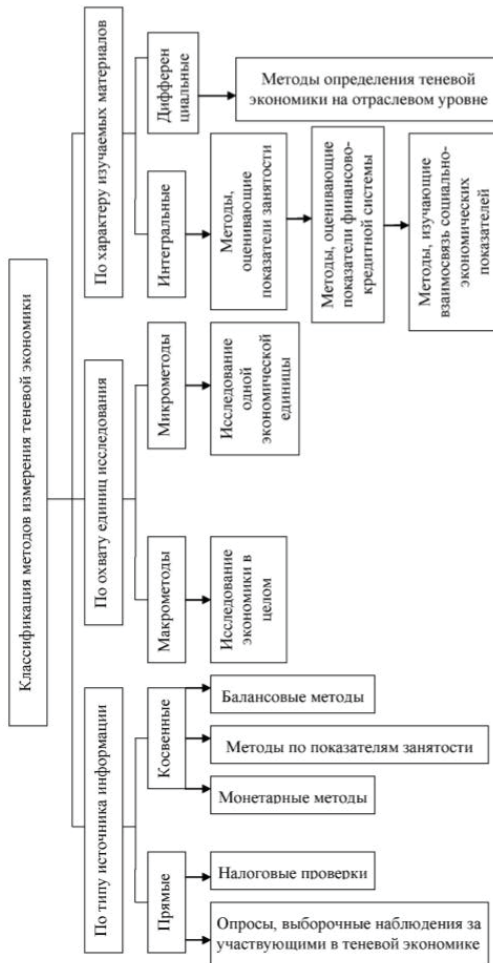 Классификация методов измерения теневой экономики
По типу источника информации
По охвату единиц исследования
По характеру изучаемых материалов
Прямые
Косвенные
Макрометоды
Микрометоды
Интегральные
Дифферен
циальные
Опросы, выборочные наблюдения за
участвующими в теневой экономике
Налоговые проверки
Монетарные методы
Методы по показателям занятости
Балансовые методы
Исследование
экономики в
целом
Исследование
одной
экономической
единицы
Методы,
оценивающие
показатели занятости
Методы, оценивающие
показатели финансово-
кредитной системы
Методы, изучающие
взаимосвязь социально-
экономических
показателей
Методы определения теневой
экономики на отраслевом уровне